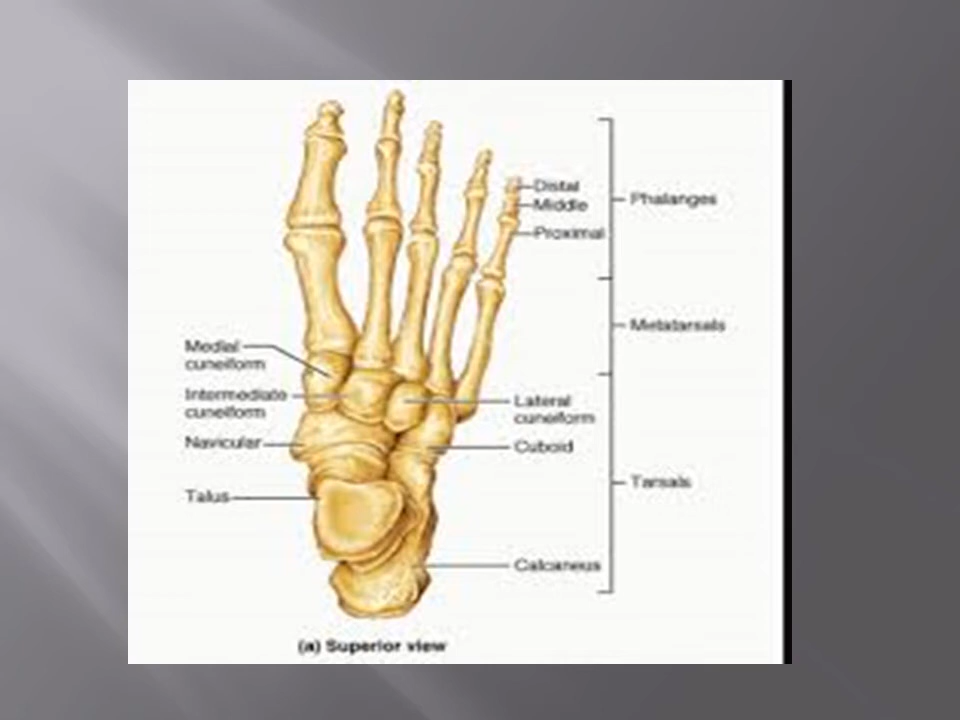 Distal
Middle
Proximal
Phalanges
Metatarsals
Medial
cuneiform
Intermediate
cuneiform
Navicular
Talus
Lateral
cuneiform
Cuboid
Tarsals
Calcaneus
(a) Superior view